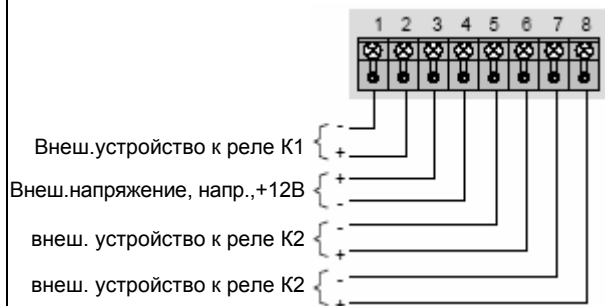 1 2 3 4 5 6 7 8
Внеш.устройство к реле К1 { - +
Внеш.напряжение, напр.,+12В { + -
внеш. устройство к реле К2 { - +
внеш. устройство к реле К2 { - +